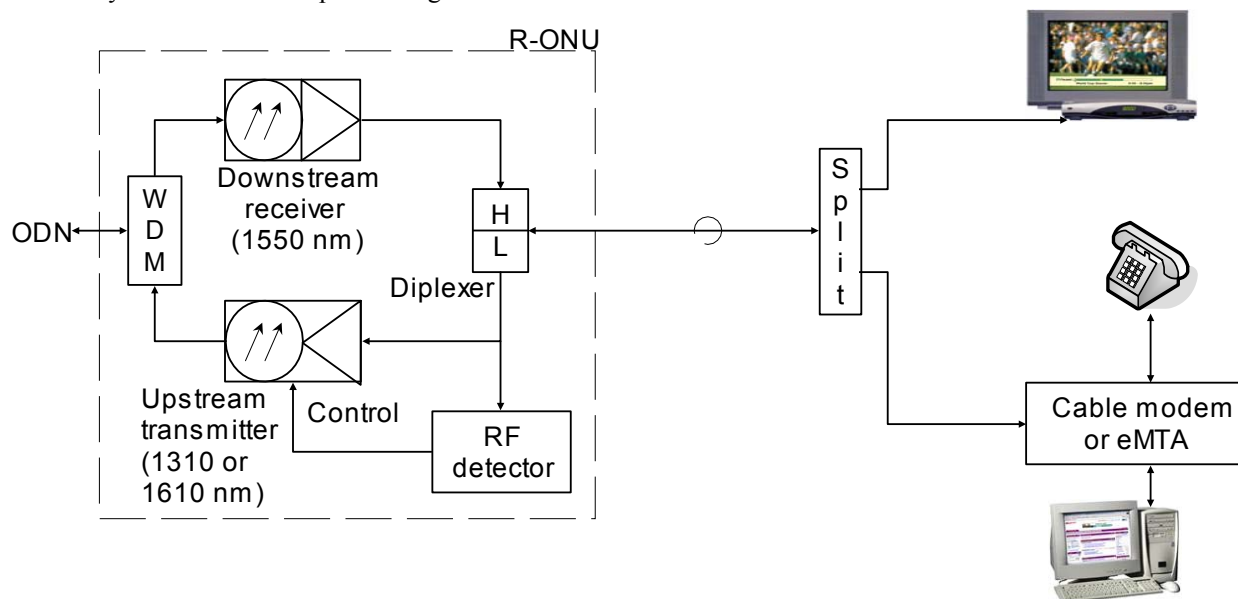 R-ONU
Downstream
receiver
(1550 nm)
W
D
M
ODN
H
L
Diplexer
Upstream
transmitter
(1310 or
1610 nm)
Control
RF
detector
S
p
l
i
t
Cable modem
or eMTA